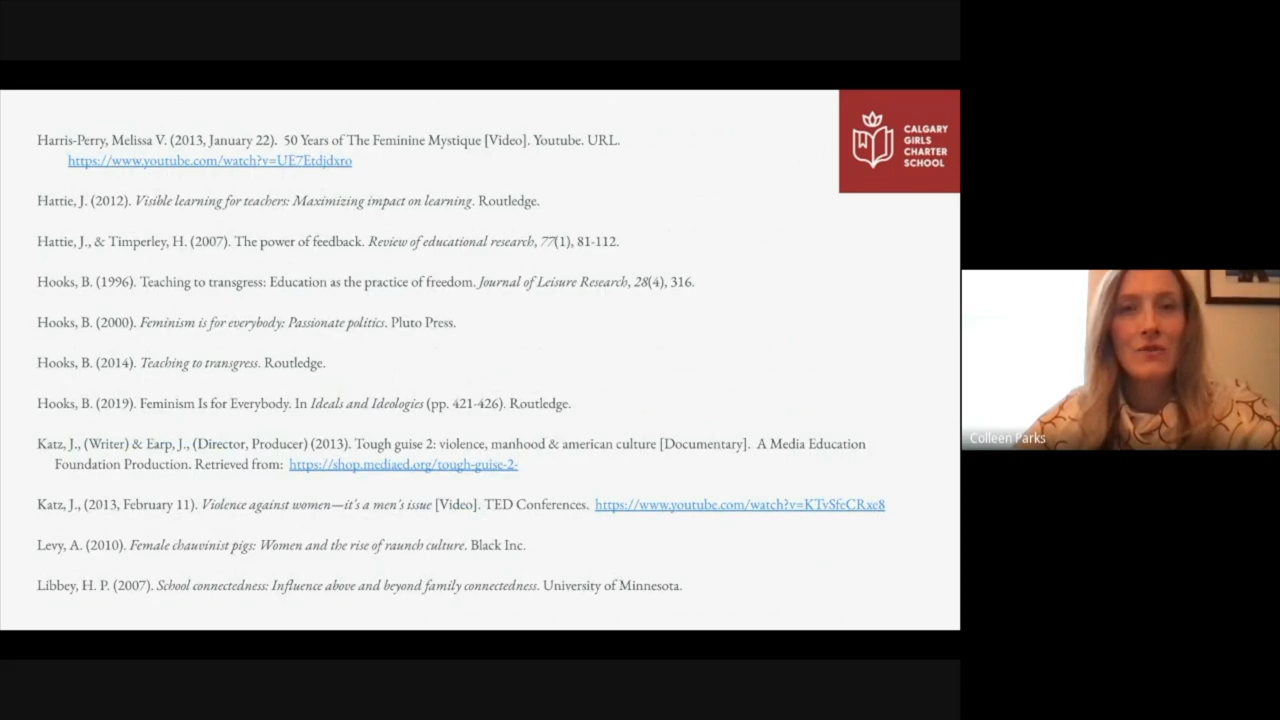 Harris-Perry, Melissa V. (2013, January 22). 50 Years of The Feminine Mystique [Video]. Youtube. URL.
https://www.youtube.com/watch?v=UE7Etdjdxro
Hattie, J. (2012). Visible learning for teachers: Maximizing impact on learning. Routledge.
Hattie, J., & Timperley, H. (2007). The power of feedback. Review of educational research, 77(1), 81-112.
Hooks, B. (1996). Teaching to transgress: Education as the practice of freedom. Journal of Leisure Research, 28(4), 316.
Hooks, B. (2000). Feminism is for everybody: Passionate politics. Pluto Press.
Hooks, B. (2014). Teaching to transgress. Routledge.
Hooks, B. (2019). Feminism Is for Everybody. In Ideals and Ideologies (pp. 421-426). Routledge.
Katz, J., (Writer) & Earp, J., (Director, Producer) (2013). Tough guise 2: violence, manhood & american culture [Documentary]. A Media Education
Foundation Production. Retrieved from: https://shop.mediaed.org/tough-guise-2-
Katz, J., (2013, February 11). Violence against women—it's a men's issue [Video]. TED Conferences. https://www.youtube.com/watch?v=KTvSfeCRxe8
Levy, A. (2010). Female chauvinist pigs: Women and the rise of raunch culture. Black Inc.
Libbey, H. P. (2007). School connectedness: Influence above and beyond family connectedness. University of Minnesota.
CALGARY
GIRLS
CHARTER
SCHOOL
Colleen Parks